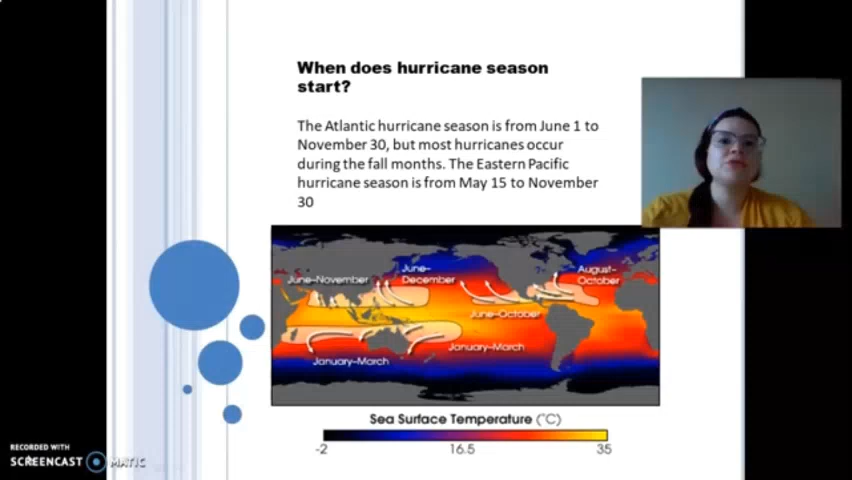 When does hurricane season
start?
The Atlantic hurricane season is from June 1 to
November 30, but most hurricanes occur
during the fall months. The Eastern Pacific
hurricane season is from May 15 to November
30
June–
December
August–
October
June–November
June–October
January–March
January–March
Sea Surface Temperature (°C)
-2 16.5 35
RECORDED WITH
SCREENCAST MATIC